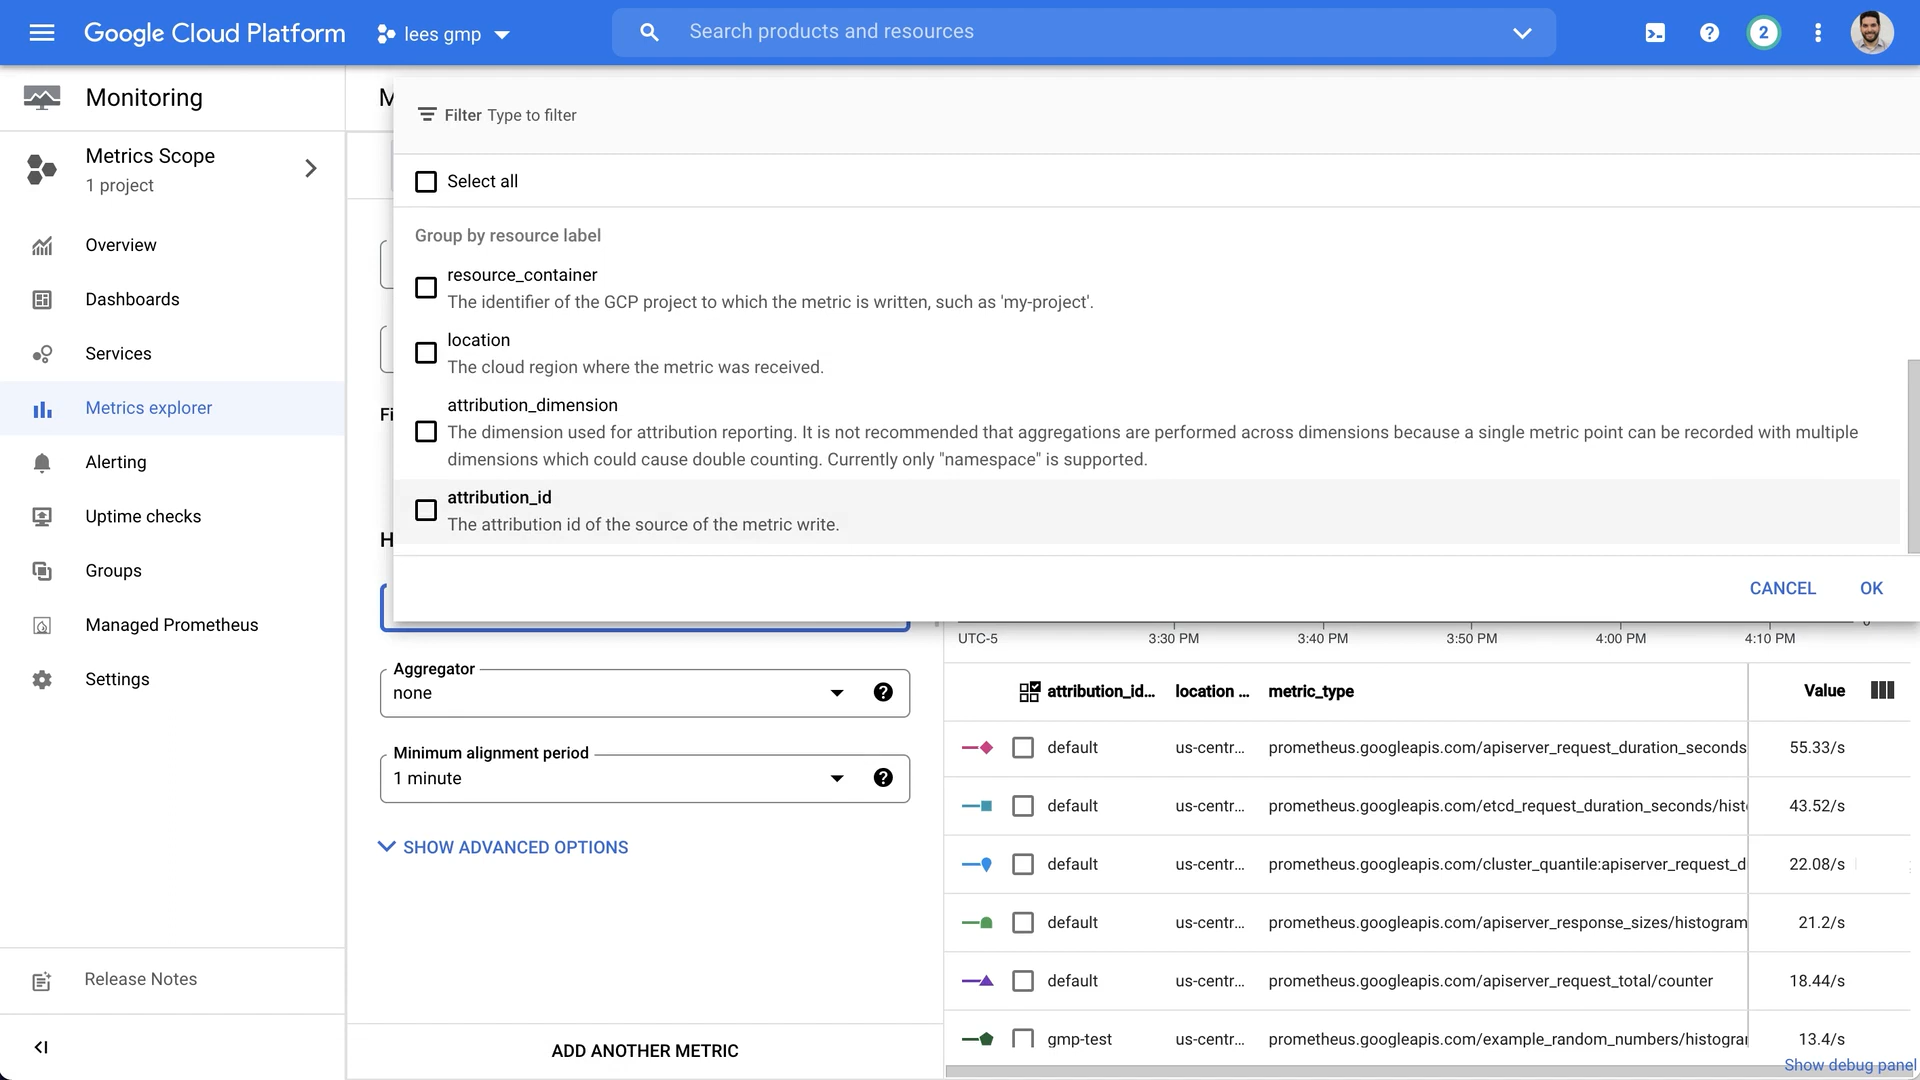 Google Cloud Platform
lees gmp
Search products and resources
2
Monitoring
Metrics Scope
1 project
Overview
Dashboards
Services
Metrics explorer
Alerting
Uptime checks
Groups
Managed Prometheus
Settings
Release Notes
M
Fi
H
Filter Type to filter
Select all
Group by resource label
resource_container
The identifier of the GCP project to which the metric is written, such as 'my-project'.
location
The cloud region where the metric was received.
attribution_dimension
The dimension used for attribution reporting. It is not recommended that aggregations are performed across dimensions because a single metric point can be recorded with multiple
dimensions which could cause double counting. Currently only "namespace" is supported.
attribution_id
The attribution id of the source of the metric write.
CANCEL OK
Aggregator
none
Minimum alignment period
1 minute
SHOW ADVANCED OPTIONS
ADD ANOTHER METRIC
UTC-5 3:30 PM 3:40 PM 3:50 PM 4:00 PM 4:10 PM
attribution_id... location ... metric_type Value
default us-centr... prometheus.googleapis.com/apiserver_request_duration_seconds 55.33/s
default us-centr... prometheus.googleapis.com/etcd_request_duration_seconds/hist 43.52/s
default us-centr... prometheus.googleapis.com/cluster_quantile:apiserver_request_d 22.08/s
default us-centr... prometheus.googleapis.com/apiserver_response_sizes/histogram 21.2/s
default us-centr... prometheus.googleapis.com/apiserver_request_total/counter 18.44/s
gmp-test us-centr... prometheus.googleapis.com/example_random_numbers/histogra 13.4/s
Show debug panel